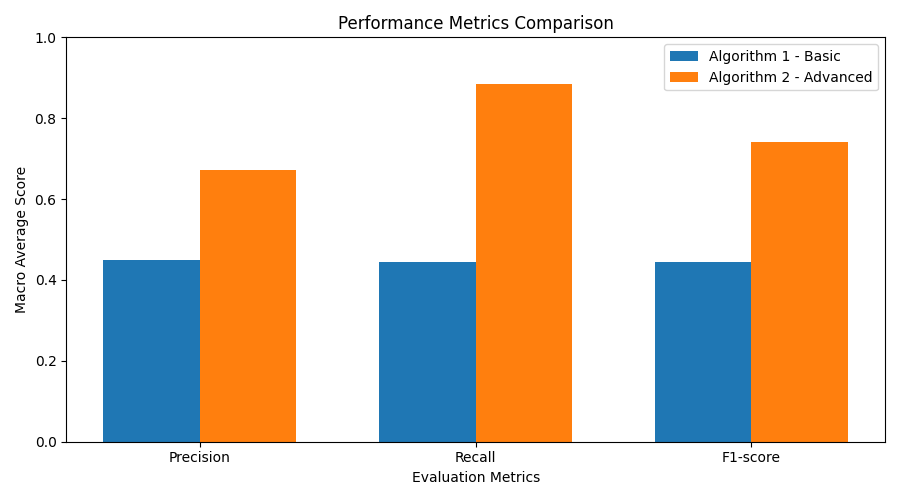 Performance Metrics Comparison
Algorithm 1 - Basic
Algorithm 2 - Advanced
Macro Average Score
1.0
0.8
0.6
0.4
0.2
0.0
Precision
Recall
F1-score
Evaluation Metrics